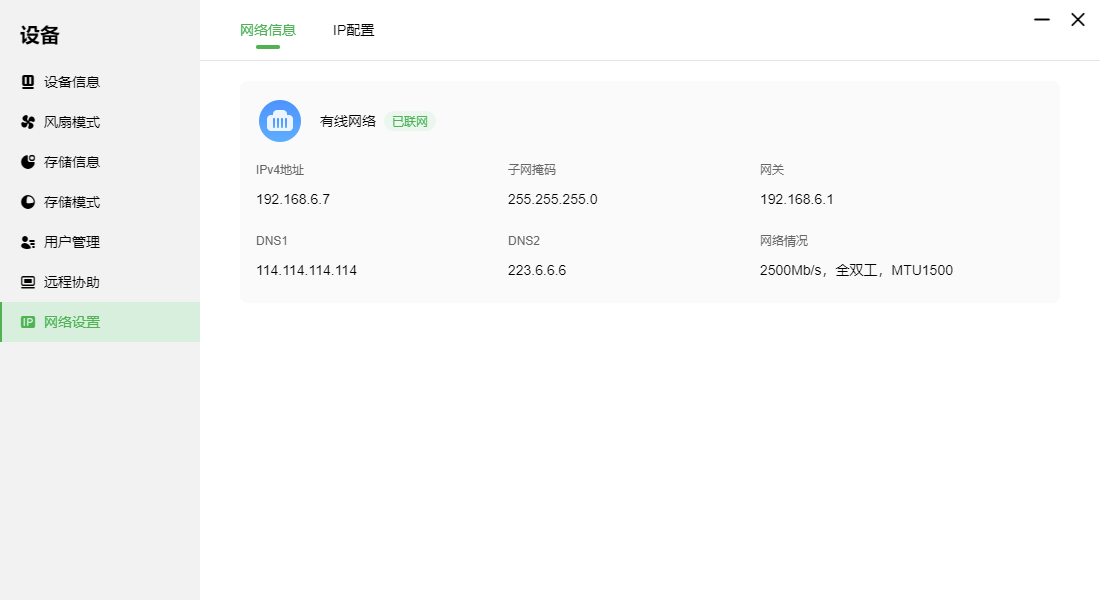 设备
设备信息
风扇模式
存储信息
存储模式
用户管理
远程协助
IP 网络设置
网络信息 IP配置
有线网络 已联网
IPv4地址 子网掩码 网关
192.168.6.7 255.255.255.0 192.168.6.1
DNS1 DNS2 网络情况
114.114.114.114 223.6.6.6 2500Mb/s，全双工，MTU1500